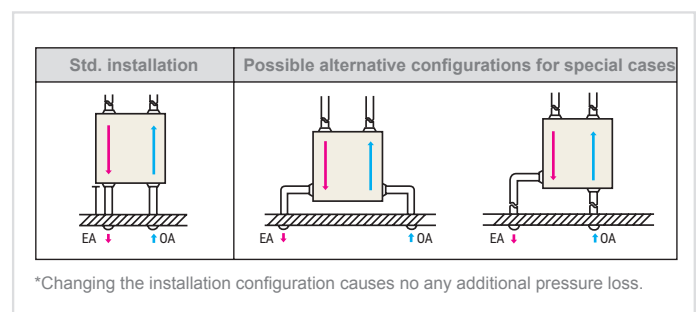 Std. installation
Possible alternative configurations for special cases
EA OA
EA OA
EA OA
*Changing the installation configuration causes no any additional pressure loss.